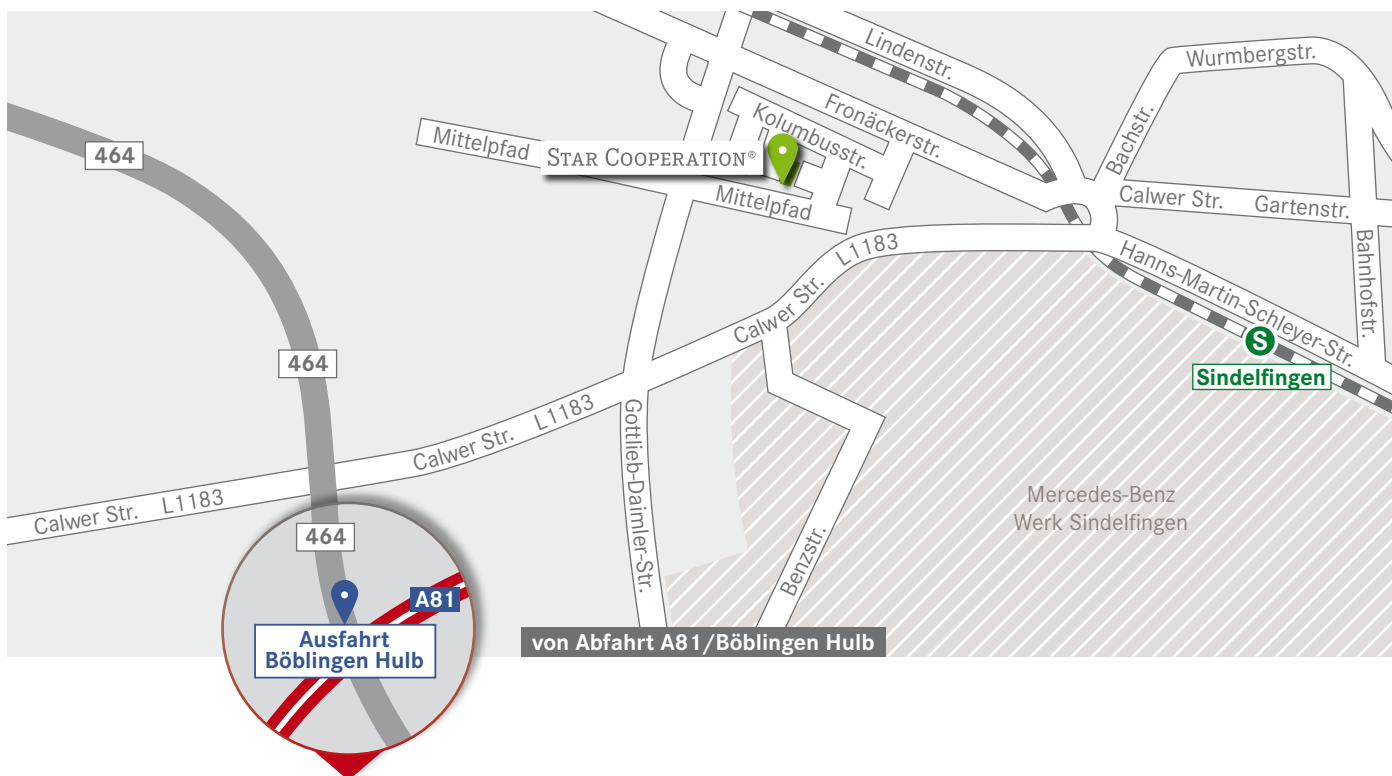 Lindenstr.
Wurmbergstr.
Fronäckerstr.
Kolumbusstr.
Bachstr.
464
Mittelpfad
STAR COOPERATION®
Mittelpfad
Calwer Str.
Gartenstr.
L1183
Hanns-Martin-Schleyer-Str.
Bahnhofstr.
Calwer Str.
464
S
Sindelfingen
L1183
Calwer Str.
Gottlieb-Daimler-Str.
Calwer Str.
L1183
Mercedes-Benz
Werk Sindelfingen
464
Benzstr.
A81
Ausfahrt
Böblingen Hulb
von Abfahrt A81/Böblingen Hulb